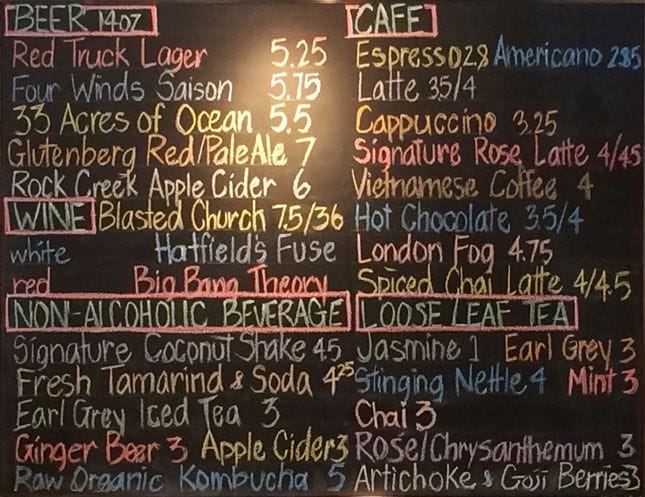 BEER 14oz
Red Truck Lager 5.25
Four Winds Saison 5.75
33 Acres of Ocean 5.5
Glutenberg Red/Pale Ale 7
Rock Creek Apple Cider 6
WINE Blasted Church 7.5/36
white Hatfield's Fuse
red Big Bang Theory
NON-ALCOHOLIC BEVERAGE
Signature Coconut Shake 4.5
Fresh Tamarind & Soda 4.25
Earl Grey Iced Tea 3
Ginger Beer 3 Apple Cider 3
Raw Organic Kombucha 5
CAFE
Espresso 2.8 Americano 2.85
Latte 3.5/4
Cappuccino 3.25
Signature Rose Latte 4/4.5
Vietnamese Coffee 4
Hot Chocolate 3.5/4
London Fog 4.75
Spiced Chai Latte 4/4.5
LOOSE LEAF TEA
Jasmine 1 Earl Grey 3
Stinging Nettle 4 Mint 3
Chai 3
Rose/Chrysanthemum 3
Artichoke & Goji Berries 3